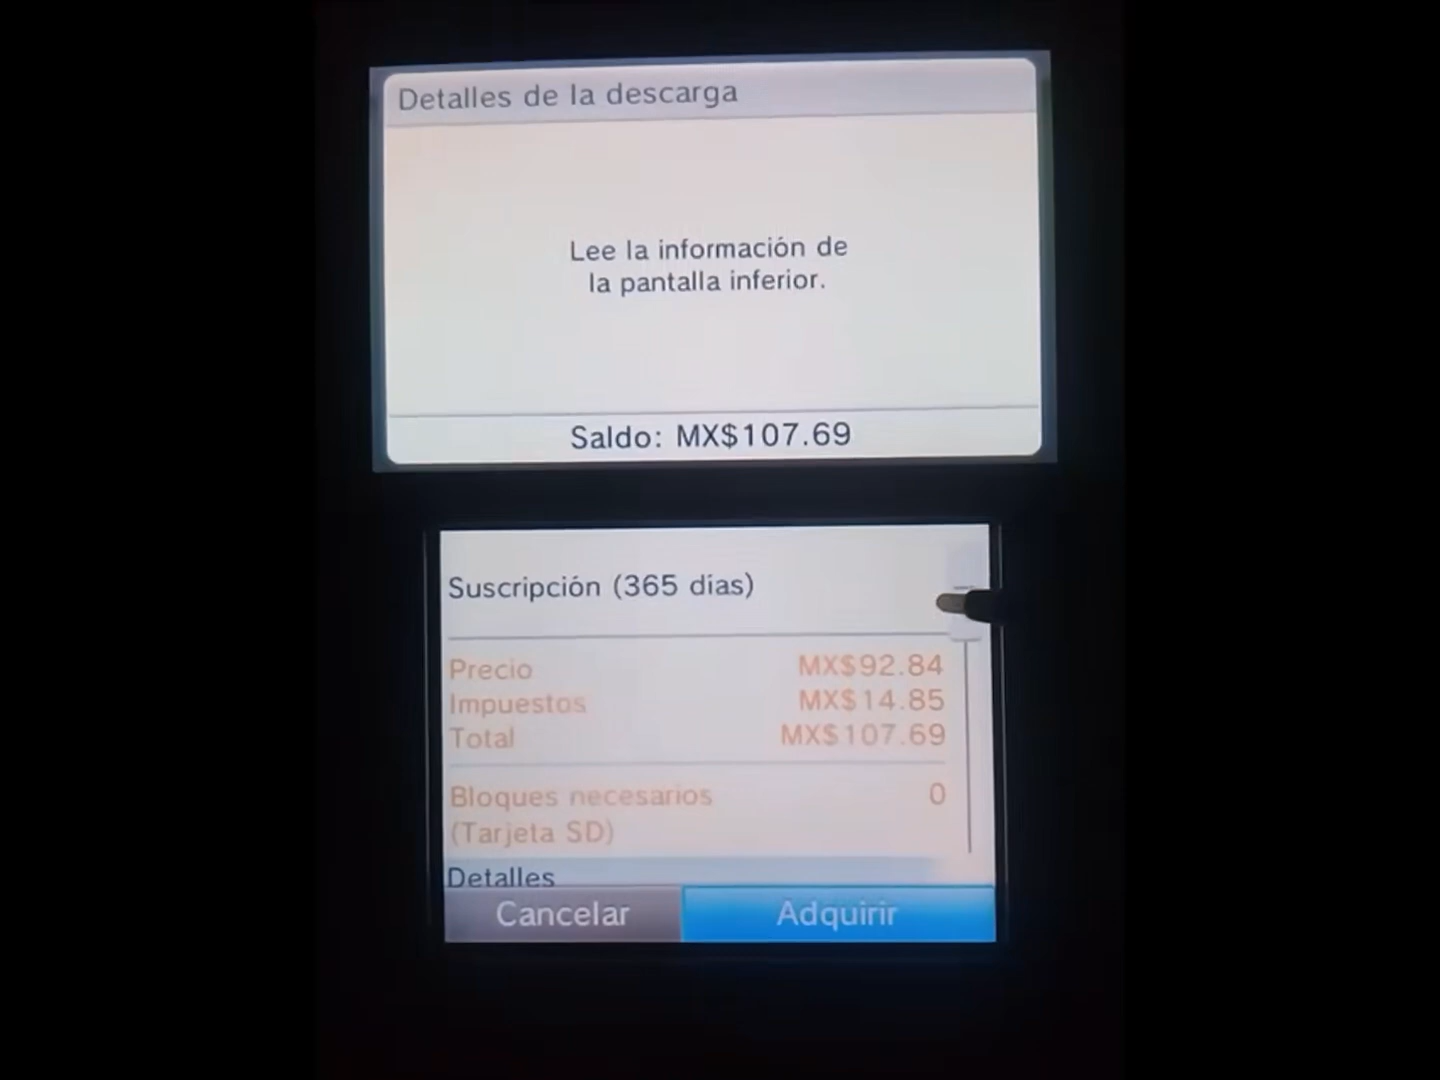 Detalles de la descarga
Lee la información de
la pantalla inferior.
Saldo: MX$107.69
Suscripción (365 días)
Precio MX$92.84
Impuestos MX$14.85
Total MX$107.69
Bloques necesarios 0
(Tarjeta SD)
Detalles
Cancelar Adquirir